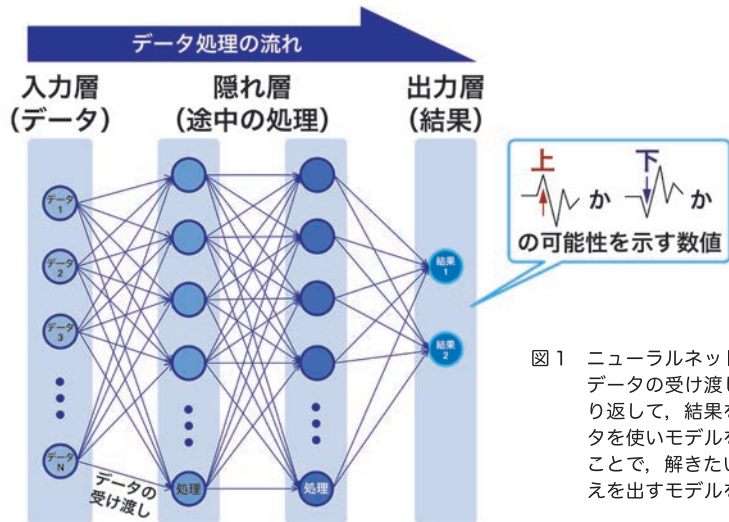 データ処理の流れ
入力層
(データ)
隠れ層
(途中の処理)
出力層
(結果)
データ
1
データ
2
データ
3
データ
N
データの
受け渡し
処理
処理
結果
1
結果
2
上
か
下
か
の可能性を示す数値
図1 ニューラルネット
データの受け渡し
り返して，結果を
タを使いモデルを
ことで，解きたい
えを出すモデルを